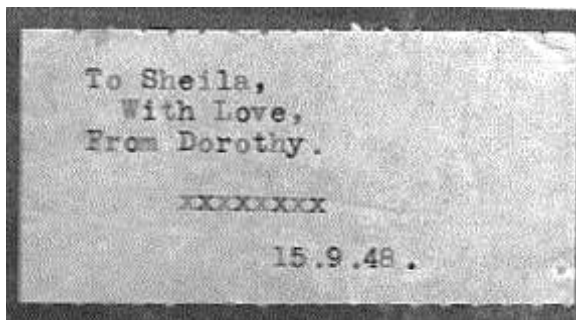 To Sheila,
With Love,
From Dorothy.
xxxxxxxx
15.9.48.